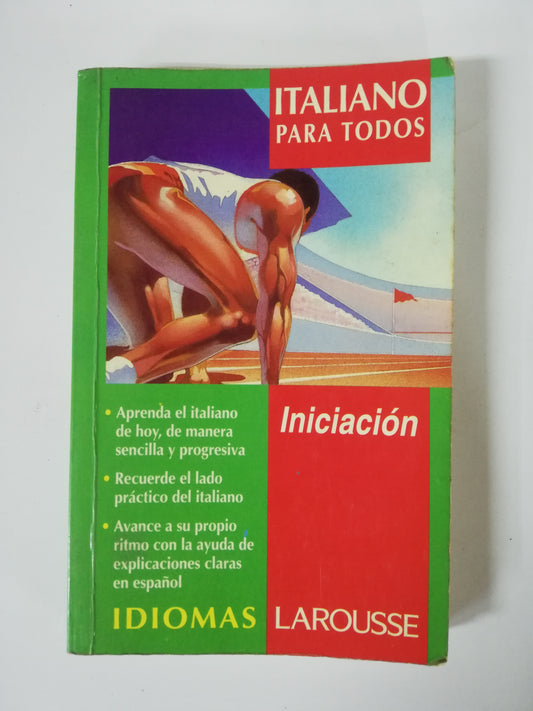 ITALIANO
PARA TODOS
Iniciación
• Aprenda el italiano
de hoy, de manera
sencilla y progresiva
• Recuerde el lado
práctico del italiano
• Avance a su propio
ritmo con la ayuda de
explicaciones claras
en español
IDIOMAS LAROUSSE